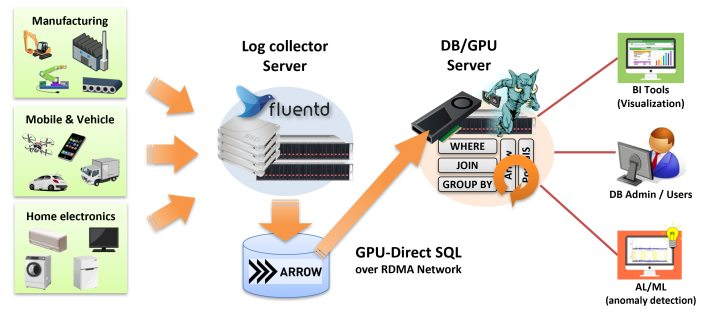 Manufacturing
Mobile & Vehicle
Home electronics
Log collector
Server
fluentd
ARROW
GPU-Direct SQL
over RDMA Network
DB/GPU
Server
WHERE
JOIN
GROUP BY
BI Tools
(Visualization)
DB Admin / Users
AL/ML
(anomaly detection)